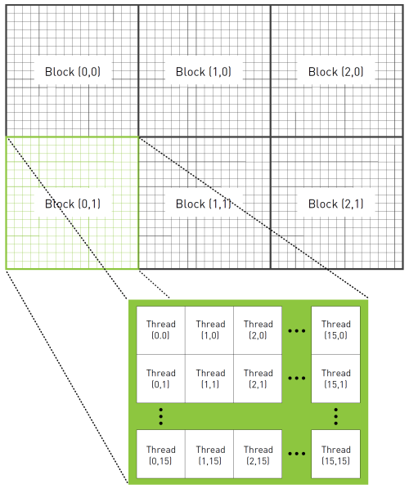 Block (0,0) Block (1,0) Block (2,0)
Block (0,1) Block (1,1) Block (2,1)
Thread Thread Thread Thread
(0.0) (1,0) (2,0) ••• (15,0)
Thread Thread Thread Thread
(0,1) (1,1) (2,1) ••• (15,1)
Thread Thread Thread Thread
(0,15) (1,15) (2,15) ••• (15,15)